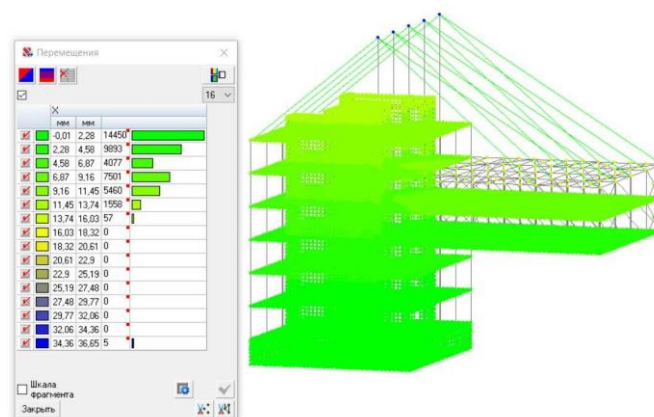 Перемещения
16
X
мм мм
-0,01 2,28 14450
2,28 4,58 9893
4,58 6,87 4077
6,87 9,16 7501
9,16 11,45 5460
11,45 13,74 1558
13,74 16,03 57
16,03 18,32 0
18,32 20,61 0
20,61 22,9 0
22,9 25,19 0
25,19 27,48 0
27,48 29,77 0
29,77 32,06 0
32,06 34,36 0
34,36 36,65 5
Шкала
фрагмента
Закрыть